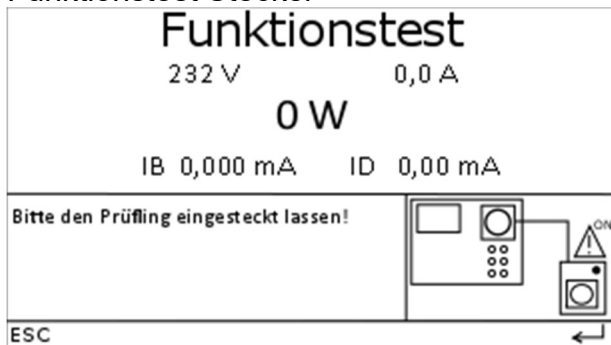 Funktionstest
232 V 0,0 A
0 W
IB 0,000 mA ID 0,00 mA
Bitte den Prüfling eingesteckt lassen!
ON
ESC